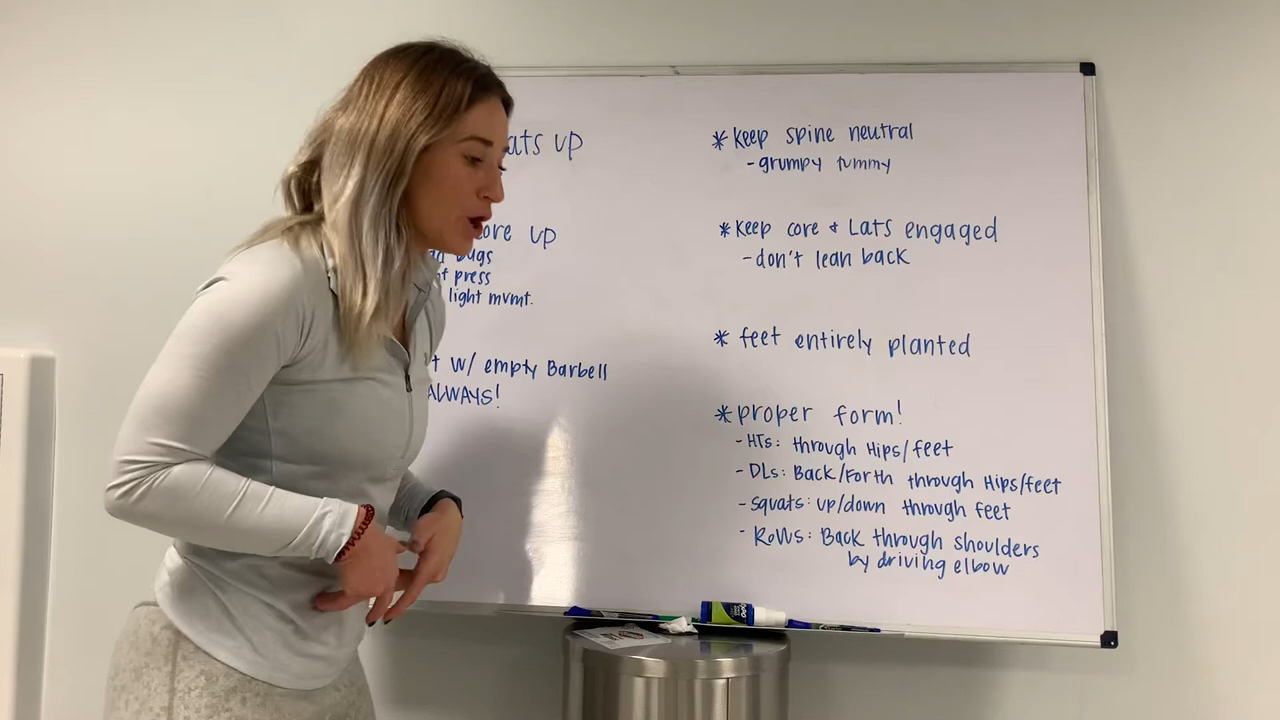 ats up
ore up
bugs
press
light mvmt.
w/ empty Barbell
ALWAYS!
* keep spine neutral
- grumpy tummy
* keep core + Lats engaged
- don't lean back
* feet entirely planted
* proper form!
- HTs: through Hips/feet
- DLs: Back/Forth through Hips/feet
- squats: up/down through feet
- Rows: Back through shoulders
by driving elbow